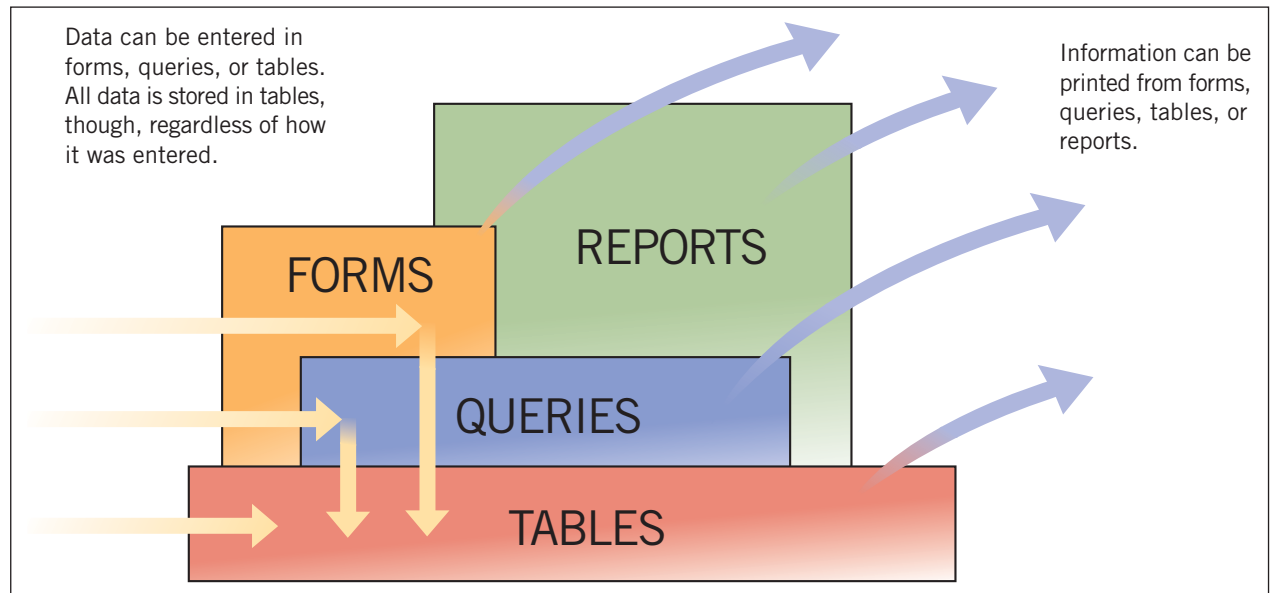 Data can be entered in
forms, queries, or tables.
All data is stored in tables,
though, regardless of how
it was entered.
Information can be
printed from forms,
queries, tables, or
reports.
REPORTS
FORMS
QUERIES
TABLES